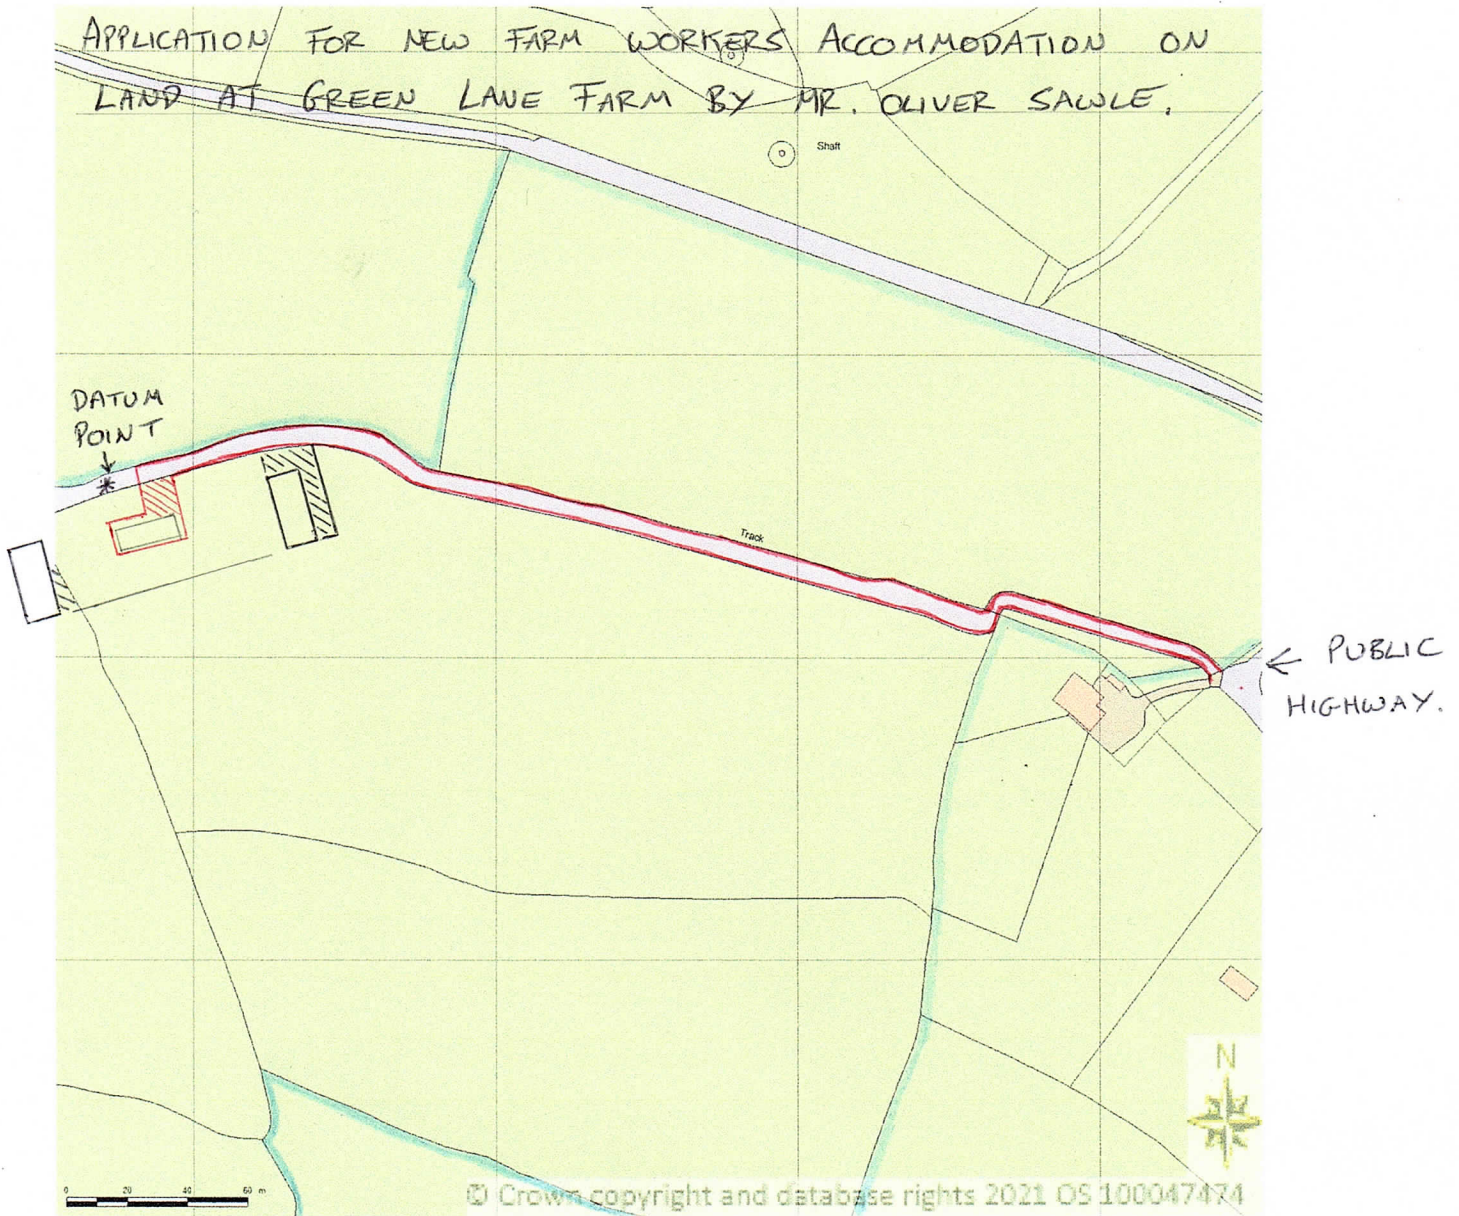 APPLICATION FOR NEW FARM WORKERS ACCOMMODATION ON
LAND AT GREEN LANE FARM BY MR. OLIVER SAWLE.
Shaft
DATUM
POINT
Track
← PUBLIC
HIGHWAY.
N
0 20 40 60 m
© Crown copyright and database rights 2021 OS 100047474